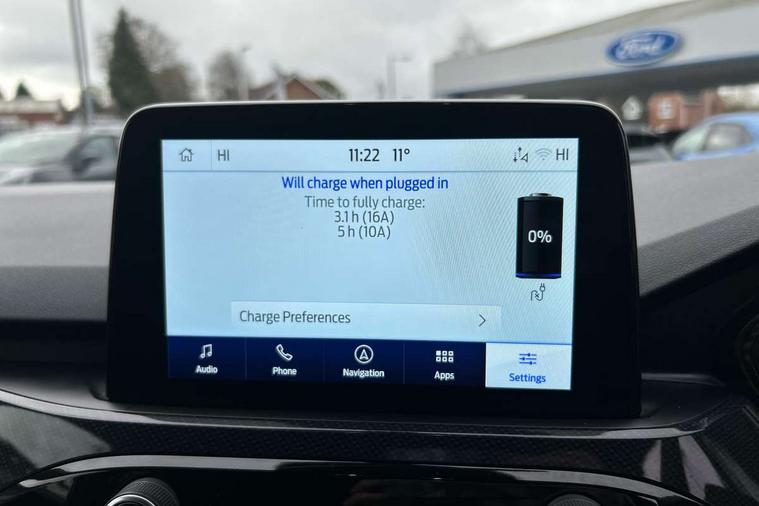 Ford
HI 11:22 11° HI
Will charge when plugged in
Time to fully charge:
3.1 h (16A)
5 h (10A)
0%
Charge Preferences
Audio Phone Navigation Apps Settings